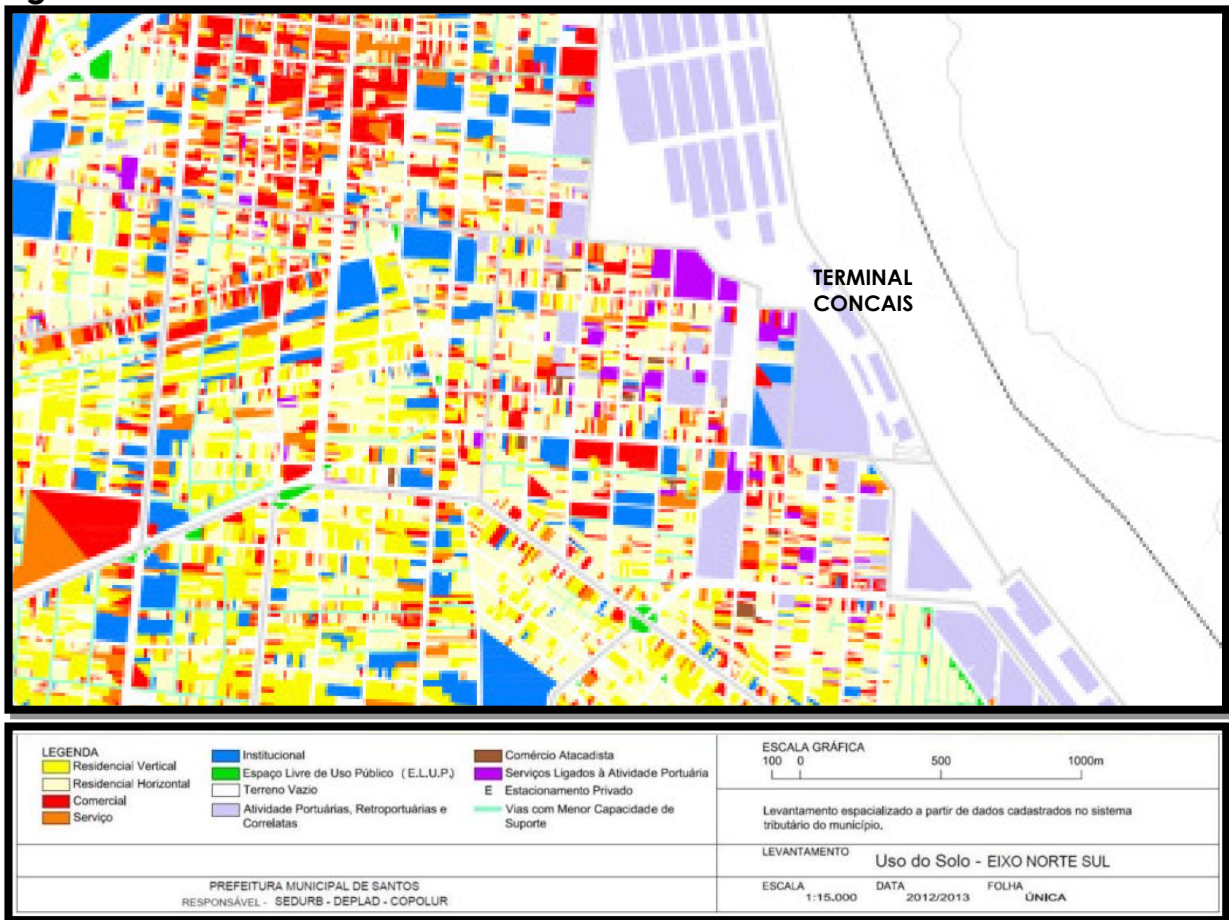 TERMINAL
CONCAIS
LEGENDA
Residencial Vertical
Residencial Horizontal
Comercial
Serviço
Institucional
Espaço Livre de Uso Público ( E.L.U.P.)
Terreno Vazio
Atividade Portuárias, Retroportuárias e
Correlatas
Comércio Atacadista
Serviços Ligados à Atividade Portuária
E Estacionamento Privado
Vias com Menor Capacidade de
Suporte
ESCALA GRÁFICA
100 0 500 1000m
Levantamento espacializado a partir de dados cadastrados no sistema
tributário do município.
LEVANTAMENTO Uso do Solo - EIXO NORTE SUL
PREFEITURA MUNICIPAL DE SANTOS
RESPONSÁVEL - SEDURB - DEPLAD - COPOLUR
ESCALA DATA FOLHA
1:15.000 2012/2013 ÚNICA